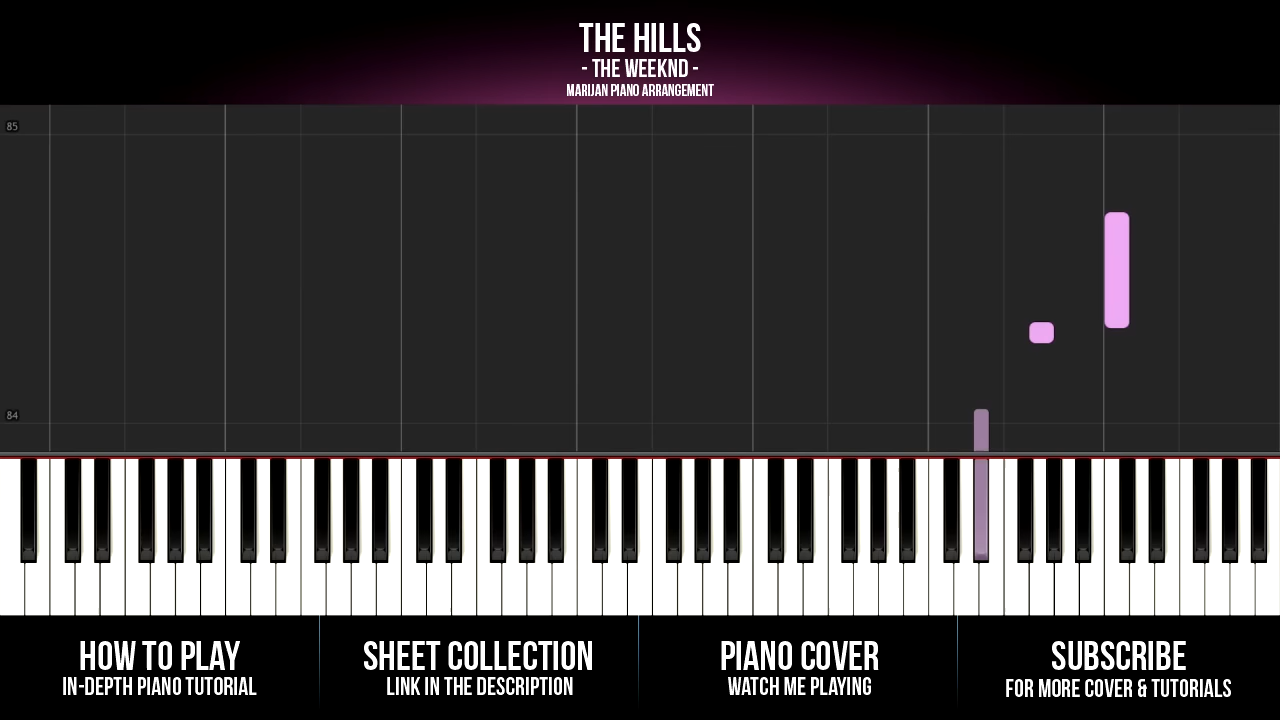 THE HILLS
- THE WEEKND -
MARIJAN PIANO ARRANGEMENT
85
84
HOW TO PLAY
IN-DEPTH PIANO TUTORIAL
SHEET COLLECTION
LINK IN THE DESCRIPTION
PIANO COVER
WATCH ME PLAYING
SUBSCRIBE
FOR MORE COVER & TUTORIALS